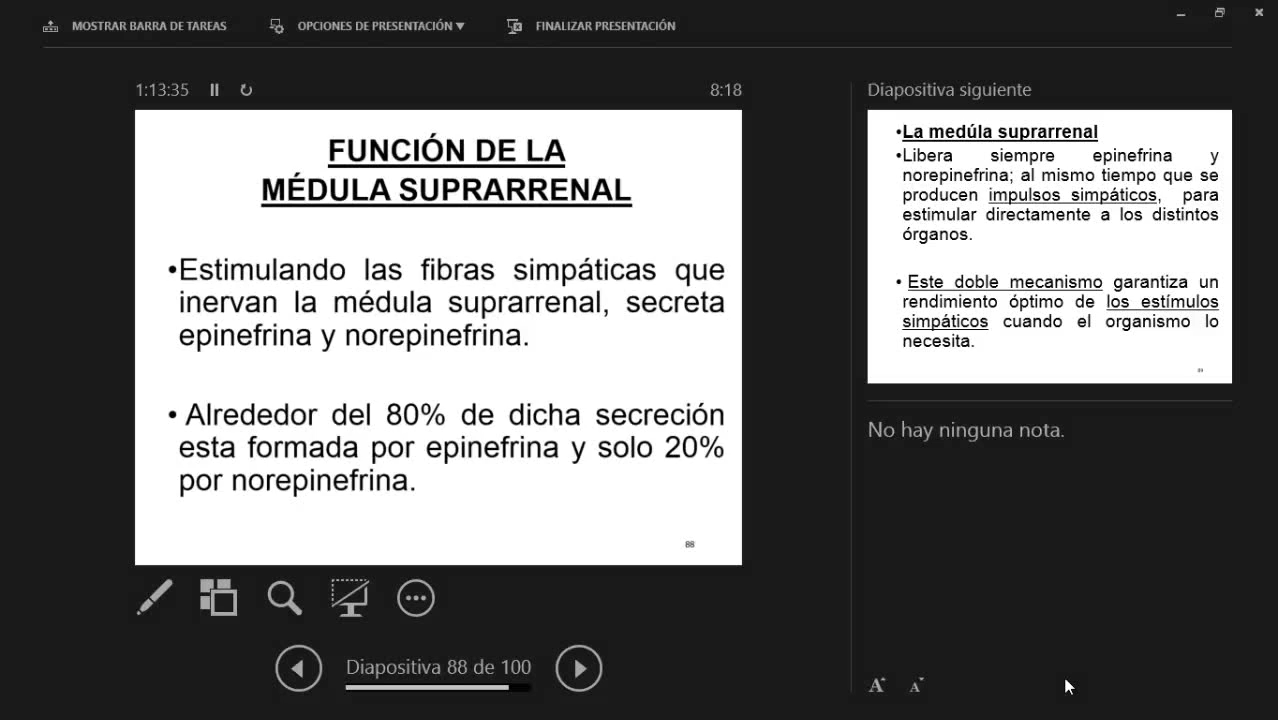 MOSTRAR BARRA DE TAREAS
OPCIONES DE PRESENTACIÓN
FINALIZAR PRESENTACIÓN
1:13:35
8:18
FUNCIÓN DE LA
MÉDULA SUPRARRENAL
•Estimulando las fibras simpáticas que
inervan la médula suprarrenal, secreta
epinefrina y norepinefrina.
• Alrededor del 80% de dicha secreción
esta formada por epinefrina y solo 20%
por norepinefrina.
88
Diapositiva siguiente
•La medúla suprarrenal
•Libera siempre epinefrina y
norepinefrina; al mismo tiempo que se
producen impulsos simpáticos, para
estimular directamente a los distintos
órganos.
• Este doble mecanismo garantiza un
rendimiento óptimo de los estímulos
simpáticos cuando el organismo lo
necesita.
No hay ninguna nota.
Diapositiva 88 de 100
A A